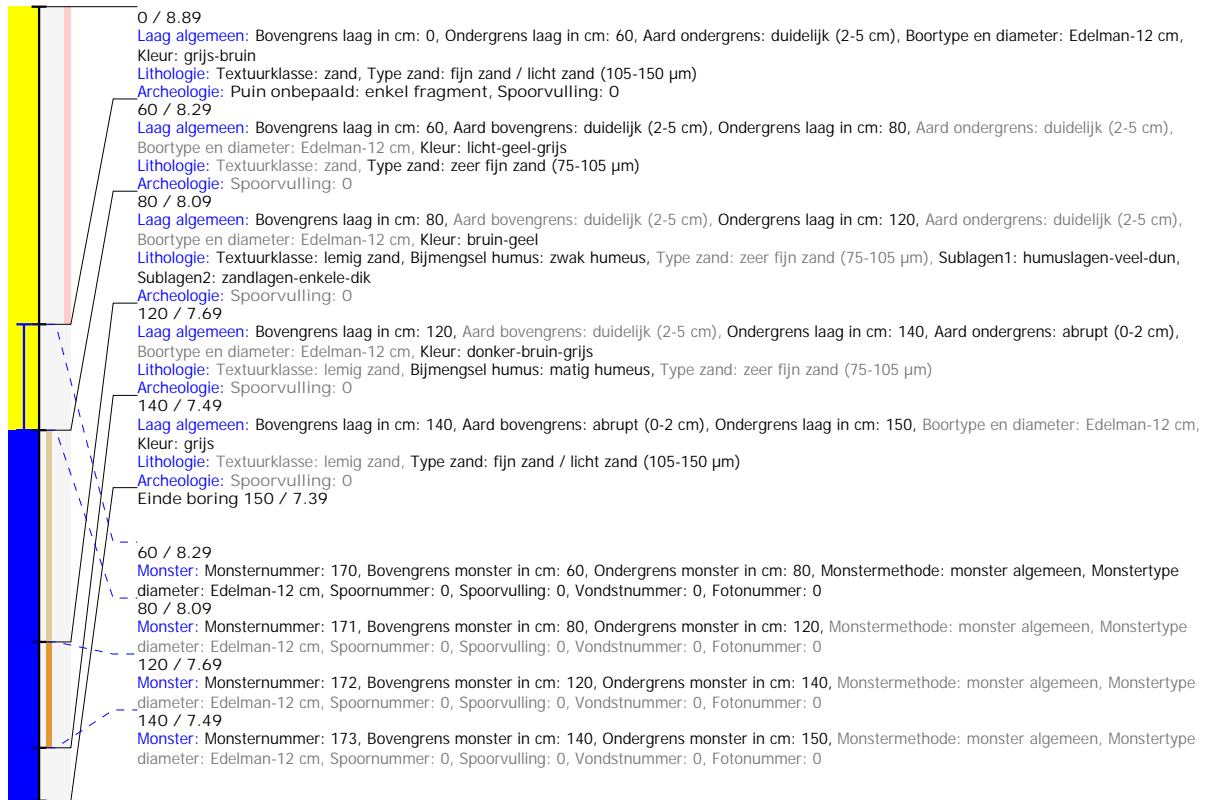 0 / 8.89
Laag algemeen: Bovengrens laag in cm: 0, Ondergrens laag in cm: 60, Aard ondergrens: duidelijk (2-5 cm), Boortype en diameter: Edelman-12 cm,
Kleur: grijs-bruin
Lithologie: Textuurklasse: zand, Type zand: fijn zand / licht zand (105-150 µm)
Archeologie: Puin onbepaald: enkel fragment, Spoorvulling: 0
60 / 8.29
Laag algemeen: Bovengrens laag in cm: 60, Aard bovengrens: duidelijk (2-5 cm), Ondergrens laag in cm: 80, Aard ondergrens: duidelijk (2-5 cm),
Boortype en diameter: Edelman-12 cm, Kleur: licht-geel-grijs
Lithologie: Textuurklasse: zand, Type zand: zeer fijn zand (75-105 µm)
Archeologie: Spoorvulling: 0
80 / 8.09
Laag algemeen: Bovengrens laag in cm: 80, Aard bovengrens: duidelijk (2-5 cm), Ondergrens laag in cm: 120, Aard ondergrens: duidelijk (2-5 cm),
Boortype en diameter: Edelman-12 cm, Kleur: bruin-geel
Lithologie: Textuurklasse: lemig zand, Bijmengsel humus: zwak humeus, Type zand: zeer fijn zand (75-105 µm), Sublagen1: humuslagen-veel-dun,
Sublagen2: zandlagen-enkele-dik
Archeologie: Spoorvulling: 0
120 / 7.69
Laag algemeen: Bovengrens laag in cm: 120, Aard bovengrens: duidelijk (2-5 cm), Ondergrens laag in cm: 140, Aard ondergrens: abrupt (0-2 cm),
Boortype en diameter: Edelman-12 cm, Kleur: donker-bruin-grijs
Lithologie: Textuurklasse: lemig zand, Bijmengsel humus: matig humeus, Type zand: zeer fijn zand (75-105 µm)
Archeologie: Spoorvulling: 0
140 / 7.49
Laag algemeen: Bovengrens laag in cm: 140, Aard bovengrens: abrupt (0-2 cm), Ondergrens laag in cm: 150, Boortype en diameter: Edelman-12 cm,
Kleur: grijs
Lithologie: Textuurklasse: lemig zand, Type zand: fijn zand / licht zand (105-150 µm)
Archeologie: Spoorvulling: 0
Einde boring 150 / 7.39
60 / 8.29
Monster: Monsternummer: 170, Bovengrens monster in cm: 60, Ondergrens monster in cm: 80, Monstermethode: monster algemeen, Monstertype
diameter: Edelman-12 cm, Spoornummer: 0, Spoorvulling: 0, Vondstnummer: 0, Fotonummer: 0
80 / 8.09
Monster: Monsternummer: 171, Bovengrens monster in cm: 80, Ondergrens monster in cm: 120, Monstermethode: monster algemeen, Monstertype
diameter: Edelman-12 cm, Spoornummer: 0, Spoorvulling: 0, Vondstnummer: 0, Fotonummer: 0
120 / 7.69
Monster: Monsternummer: 172, Bovengrens monster in cm: 120, Ondergrens monster in cm: 140, Monstermethode: monster algemeen, Monstertype
diameter: Edelman-12 cm, Spoornummer: 0, Spoorvulling: 0, Vondstnummer: 0, Fotonummer: 0
140 / 7.49
Monster: Monsternummer: 173, Bovengrens monster in cm: 140, Ondergrens monster in cm: 150, Monstermethode: monster algemeen, Monstertype
diameter: Edelman-12 cm, Spoornummer: 0, Spoorvulling: 0, Vondstnummer: 0, Fotonummer: 0